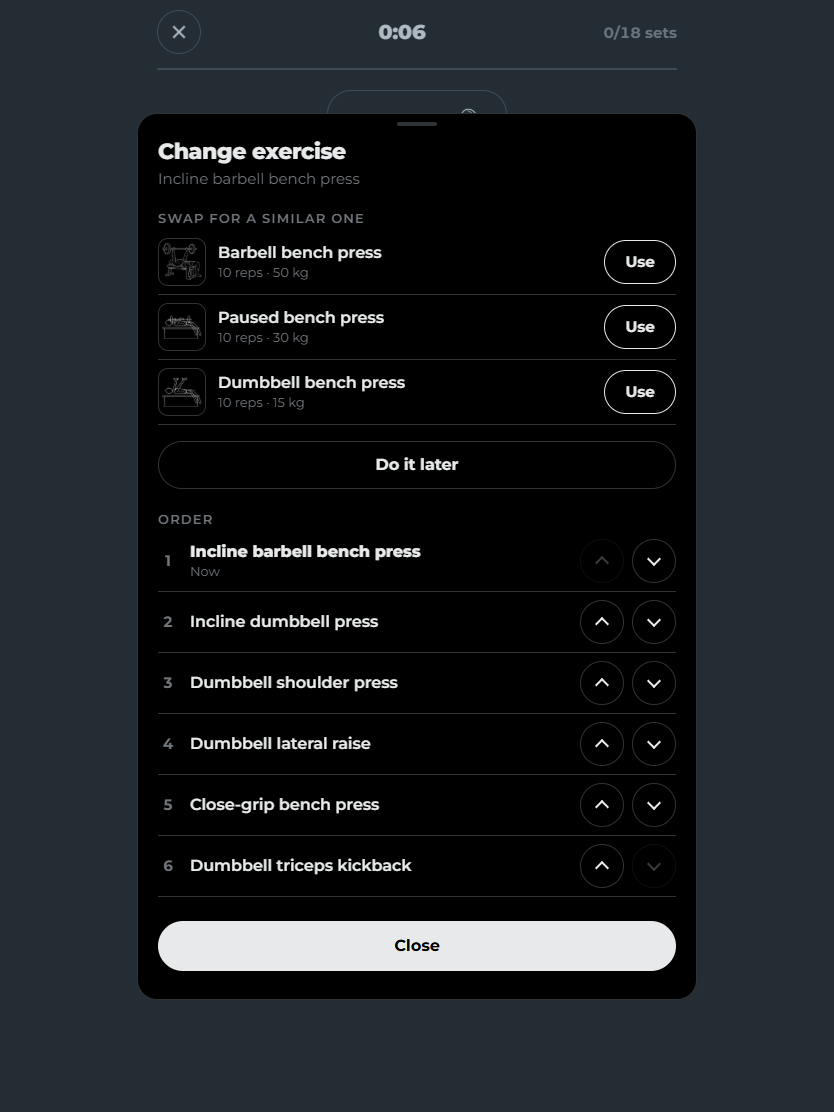 0:06
0/18 sets
Change exercise
Incline barbell bench press
SWAP FOR A SIMILAR ONE
Barbell bench press
10 reps · 50 kg
Use
Paused bench press
10 reps · 30 kg
Use
Dumbbell bench press
10 reps · 15 kg
Use
Do it later
ORDER
1
Incline barbell bench press
Now
2
Incline dumbbell press
3
Dumbbell shoulder press
4
Dumbbell lateral raise
5
Close-grip bench press
6
Dumbbell triceps kickback
Close